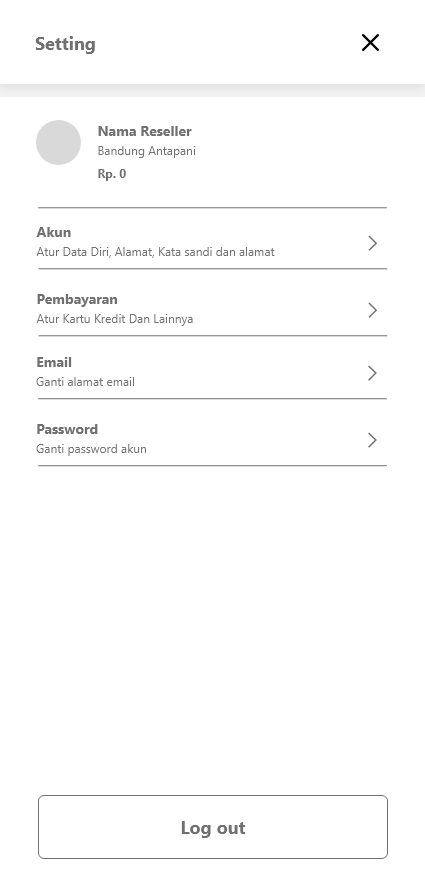 Setting
Nama Reseller
Bandung Antapani
Rp. 0
Akun
Atur Data Diri, Alamat, Kata sandi dan alamat
Pembayaran
Atur Kartu Kredit Dan Lainnya
Email
Ganti alamat email
Password
Ganti password akun
Log out